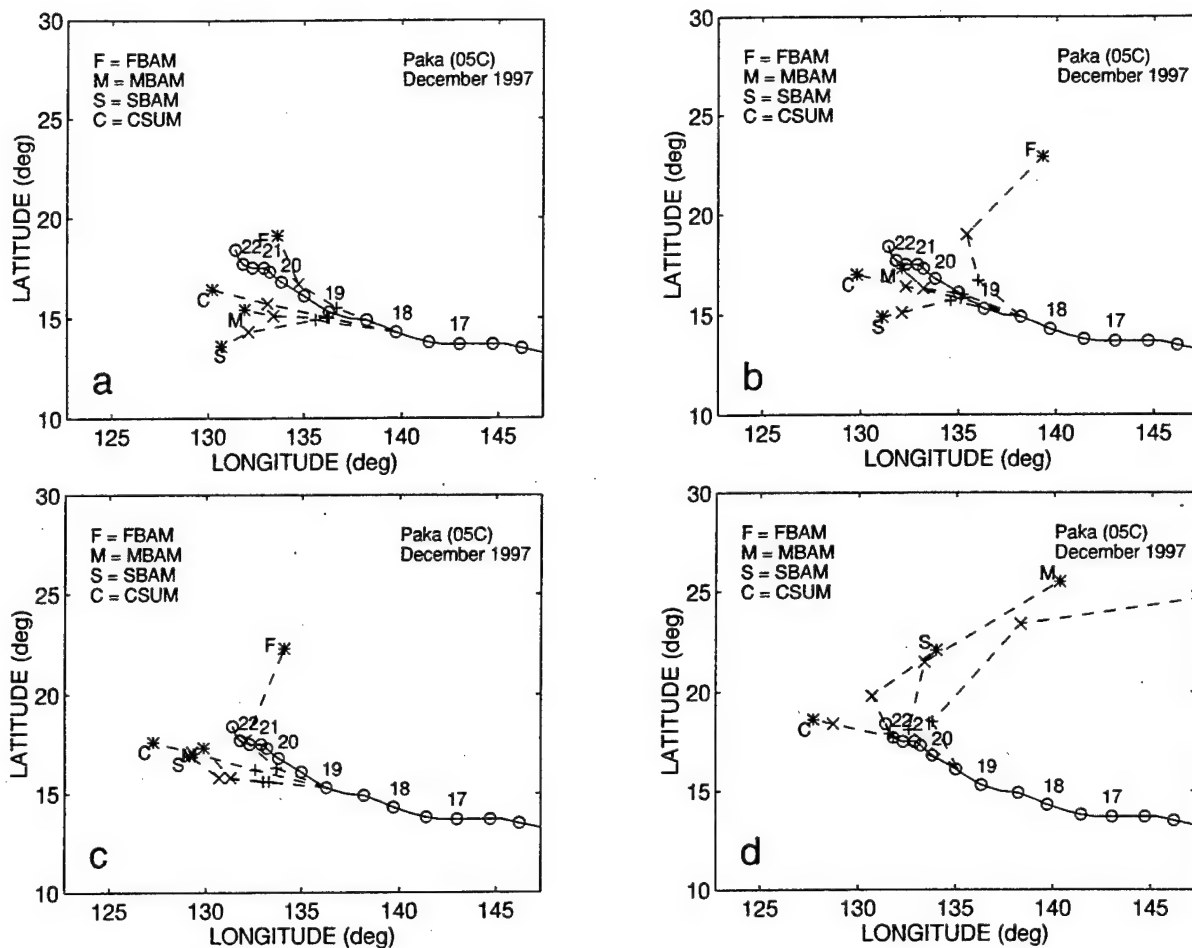 30
F = FBAM
M = MBAM
S = SBAM
C = CSUM
Paka (05C)
December 1997
25
LATITUDE (deg)
20
F
22
21
20
19
18
17
15
C
M
S
a
10
125
130
135
140
145
LONGITUDE (deg)
30
F = FBAM
M = MBAM
S = SBAM
C = CSUM
Paka (05C)
December 1997
25
LATITUDE (deg)
F
20
22
21
20
19
18
17
M
C
S
15
b
10
125
130
135
140
145
LONGITUDE (deg)
30
F = FBAM
M = MBAM
S = SBAM
C = CSUM
Paka (05C)
December 1997
25
LATITUDE (deg)
F
20
22
21
20
19
18
17
C
S
15
c
10
125
130
135
140
145
LONGITUDE (deg)
30
F = FBAM
M = MBAM
S = SBAM
C = CSUM
Paka (05C)
December 1997
M
25
LATITUDE (deg)
S
20
22
21
20
19
18
17
C
15
d
10
125
130
135
140
145
LONGITUDE (deg)